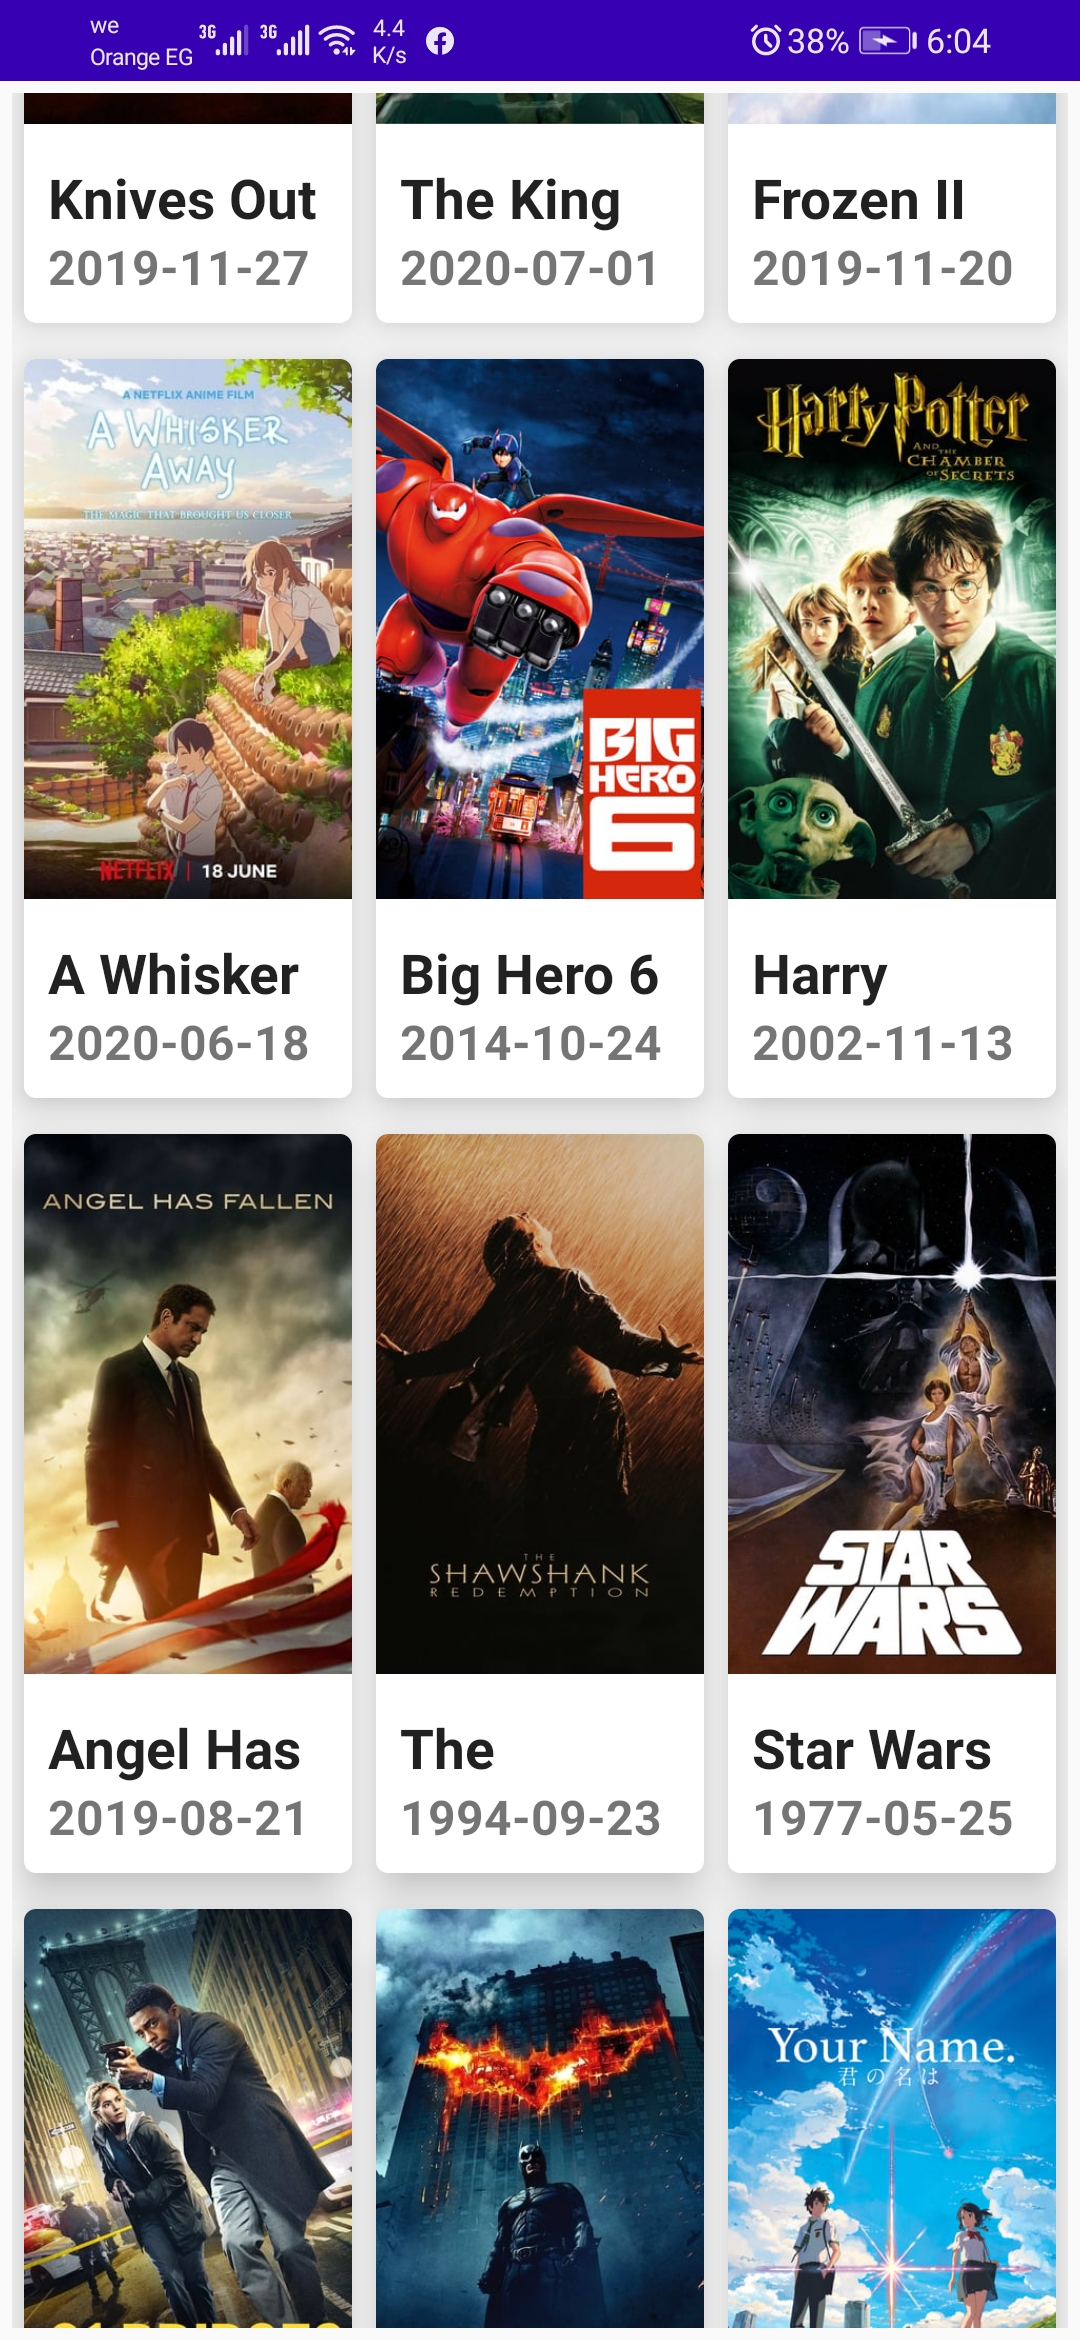 we
Orange EG
3G
3G
4.4
K/s
38%
6:04
Knives Out
2019-11-27
The King
2020-07-01
Frozen II
2019-11-20
A NETFLIX ANIME FILM
A WHISKER
AWAY
THE MAGIC THAT BROUGHT US CLOSER
NETFLIX | 18 JUNE
BIG
HERO
6
Harry Potter
AND THE
CHAMBER
OF SECRETS
A Whisker
2020-06-18
Big Hero 6
2014-10-24
Harry
2002-11-13
ANGEL HAS FALLEN
THE
SHAWSHANK
REDEMPTION
STAR
WARS
Angel Has
2019-08-21
The
1994-09-23
Star Wars
1977-05-25
21 BRIDGES
Your Name.
君の名は